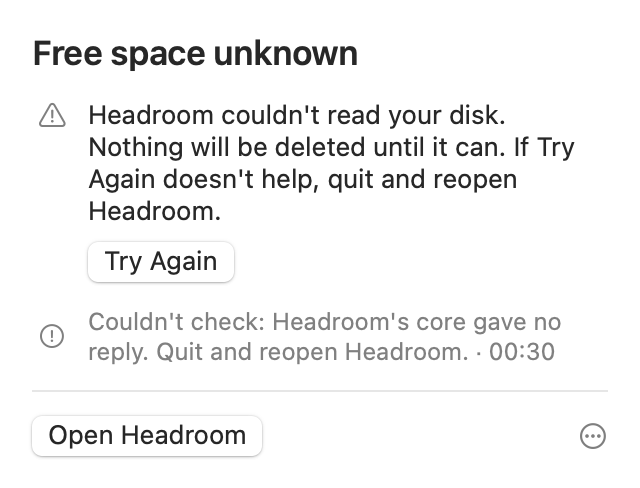 Free space unknown
Headroom couldn't read your disk.
Nothing will be deleted until it can. If Try
Again doesn't help, quit and reopen
Headroom.
Try Again
Couldn't check: Headroom's core gave no
reply. Quit and reopen Headroom. · 00:30
Open Headroom